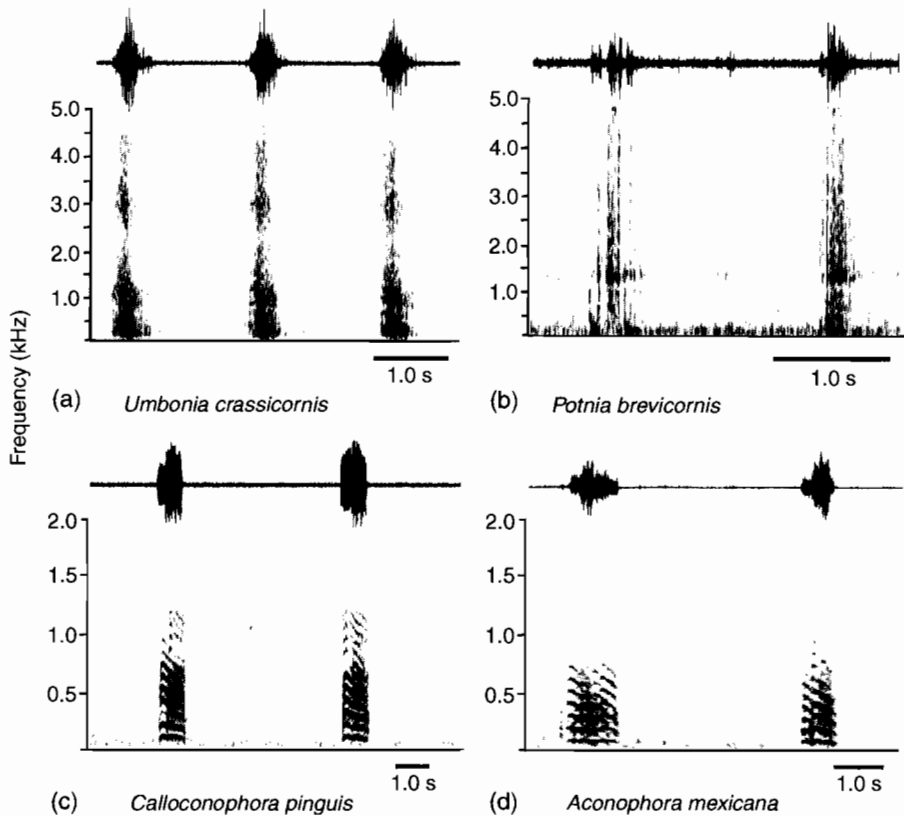 5.0
4.0
3.0
2.0
1.0
1.0 s
(a) Umbonia crassicornis
5.0
4.0
3.0
2.0
1.0
1.0 s
(b) Potnia brevicornis
Frequency (kHz)
2.0
1.5
1.0
0.5
1.0 s
(c) Calloconophora pinguis
2.0
1.5
1.0
0.5
1.0 s
(d) Aconophora mexicana